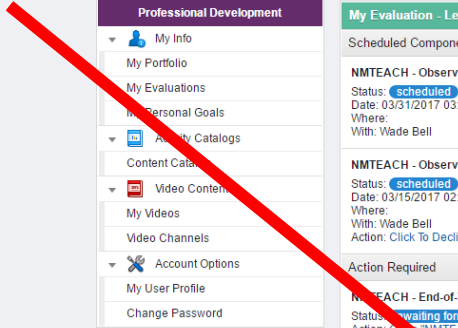 Professional Development
My Info
My Portfolio
My Evaluations
My Personal Goals
Activity Catalogs
Content Catalog
Video Content
My Videos
Video Channels
Account Options
My User Profile
Change Password
My Evaluation - Le
Scheduled Compone
NMTEACH - Observ
Status: scheduled
Date: 03/31/2017 03:
Where:
With: Wade Bell
NMTEACH - Observ
Status: scheduled
Date: 03/15/2017 02:
Where:
With: Wade Bell
Action: Click To Decli
Action Required
NMTEACH - End-of-
Status: waiting for